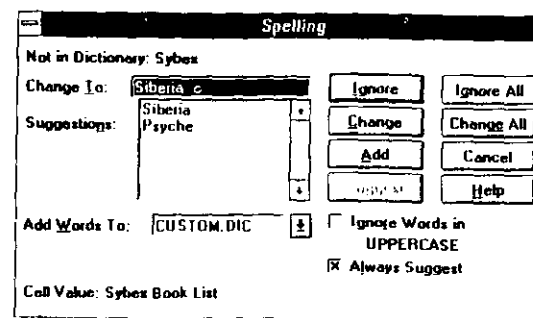 Spelling
Not in Dictionary: Sybex
Change To: Siberia
Ignore Ignore All
Suggestions: Siberia
Psyche
Change Change All
Add Cancel
Help
Add Words To: CUSTOM.DIC
Ignore Words in
UPPERCASE
Always Suggest
Cell Value: Sybex Book List